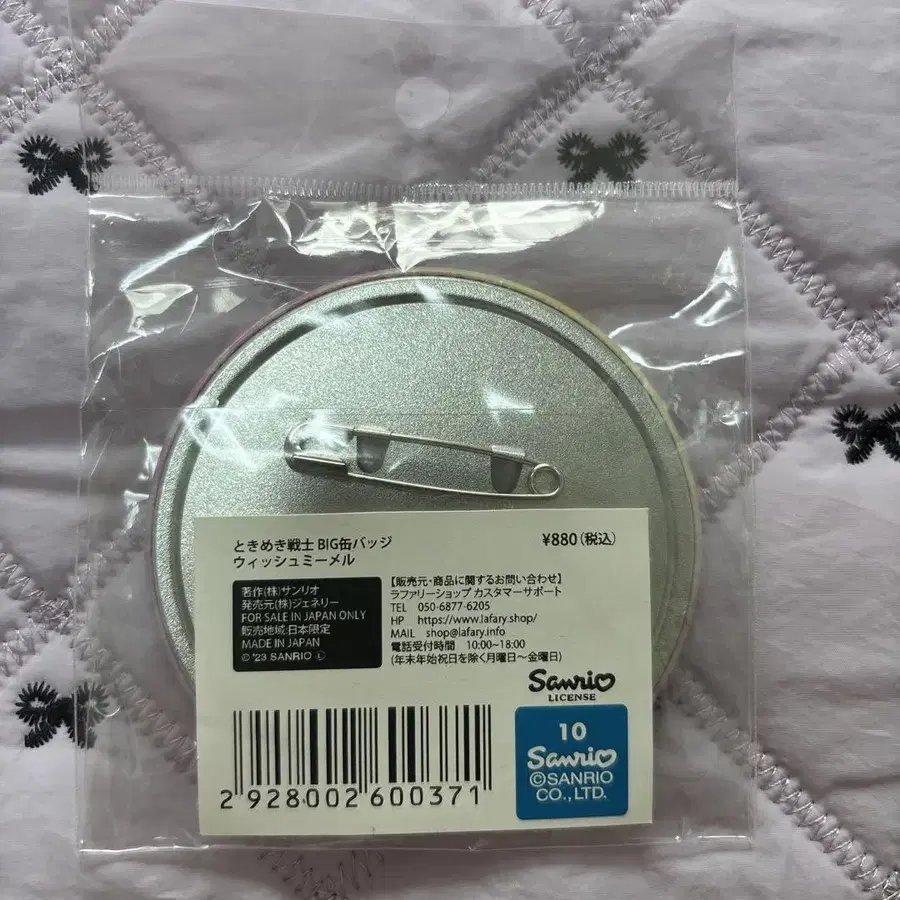 ときめき戦士 BIG缶バッジ
ウィッシュミーメル
¥880(税込)
著作(株)サンリオ
発売元(株)ジェネリー
FOR SALE IN JAPAN ONLY
販売地域:日本限定
MADE IN JAPAN
© '23 SANRIO Ⓛ
【販売元・商品に関するお問い合わせ】
ラファリーショップ カスタマーサポート
TEL 050-6877-6205
HP https://www.lafary.shop/
MAIL shop@lafary.info
電話受付時間 10:00~18:00
(年末年始祝日を除く月曜日~金曜日)
Sanrio
LICENSE
2928002600371
10
Sanrio
©SANRIO
CO.,LTD.